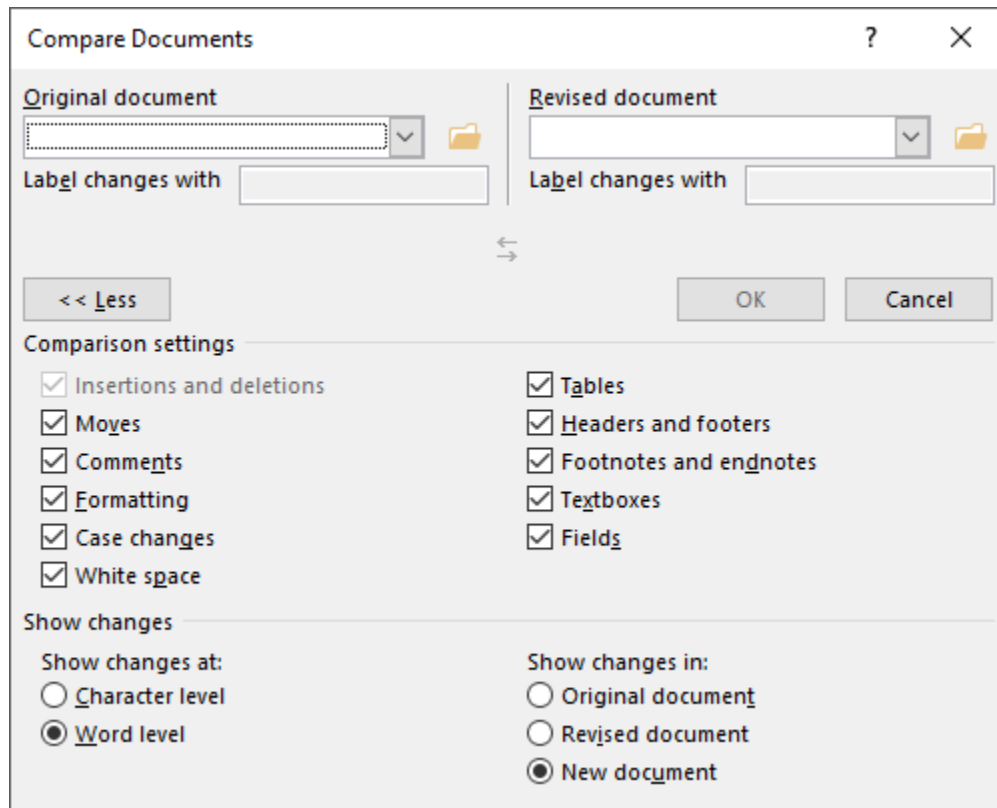 Compare Documents ?
Original document Revised document
Label changes with Label changes with
<< Less OK Cancel
Comparison settings
Insertions and deletions Tables
Moves Headers and footers
Comments Footnotes and endnotes
Formatting Textboxes
Case changes Fields
White space
Show changes
Show changes at: Show changes in:
Character level Original document
Word level Revised document
New document